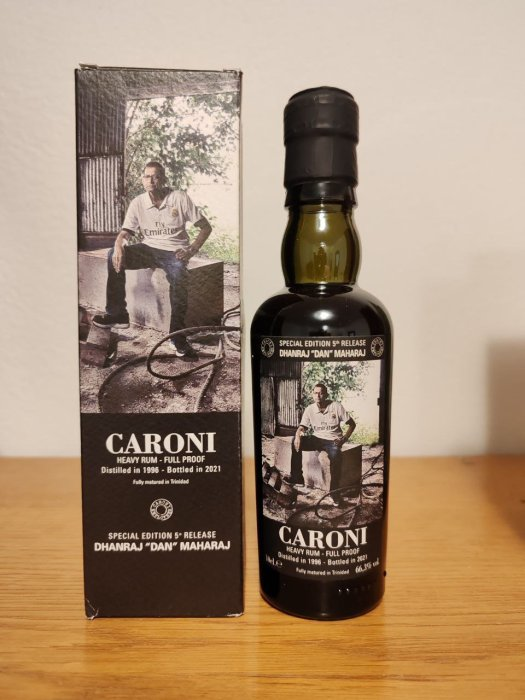 Fly
Emirates
CARONI
HEAVY RUM - FULL PROOF
Distilled in 1996 - Bottled in 2021
Fully matured in Trinidad
SPECIAL EDITION 5th RELEASE
DHANRAJ "DAN" MAHARAJ
SPECIAL EDITION 5th RELEASE
DHANRAJ "DAN" MAHARAJ
CARONI
HEAVY RUM - FULL PROOF
Distilled in 1996 - Bottled in 2021
Fully matured in Trinidad 66,3% vol.